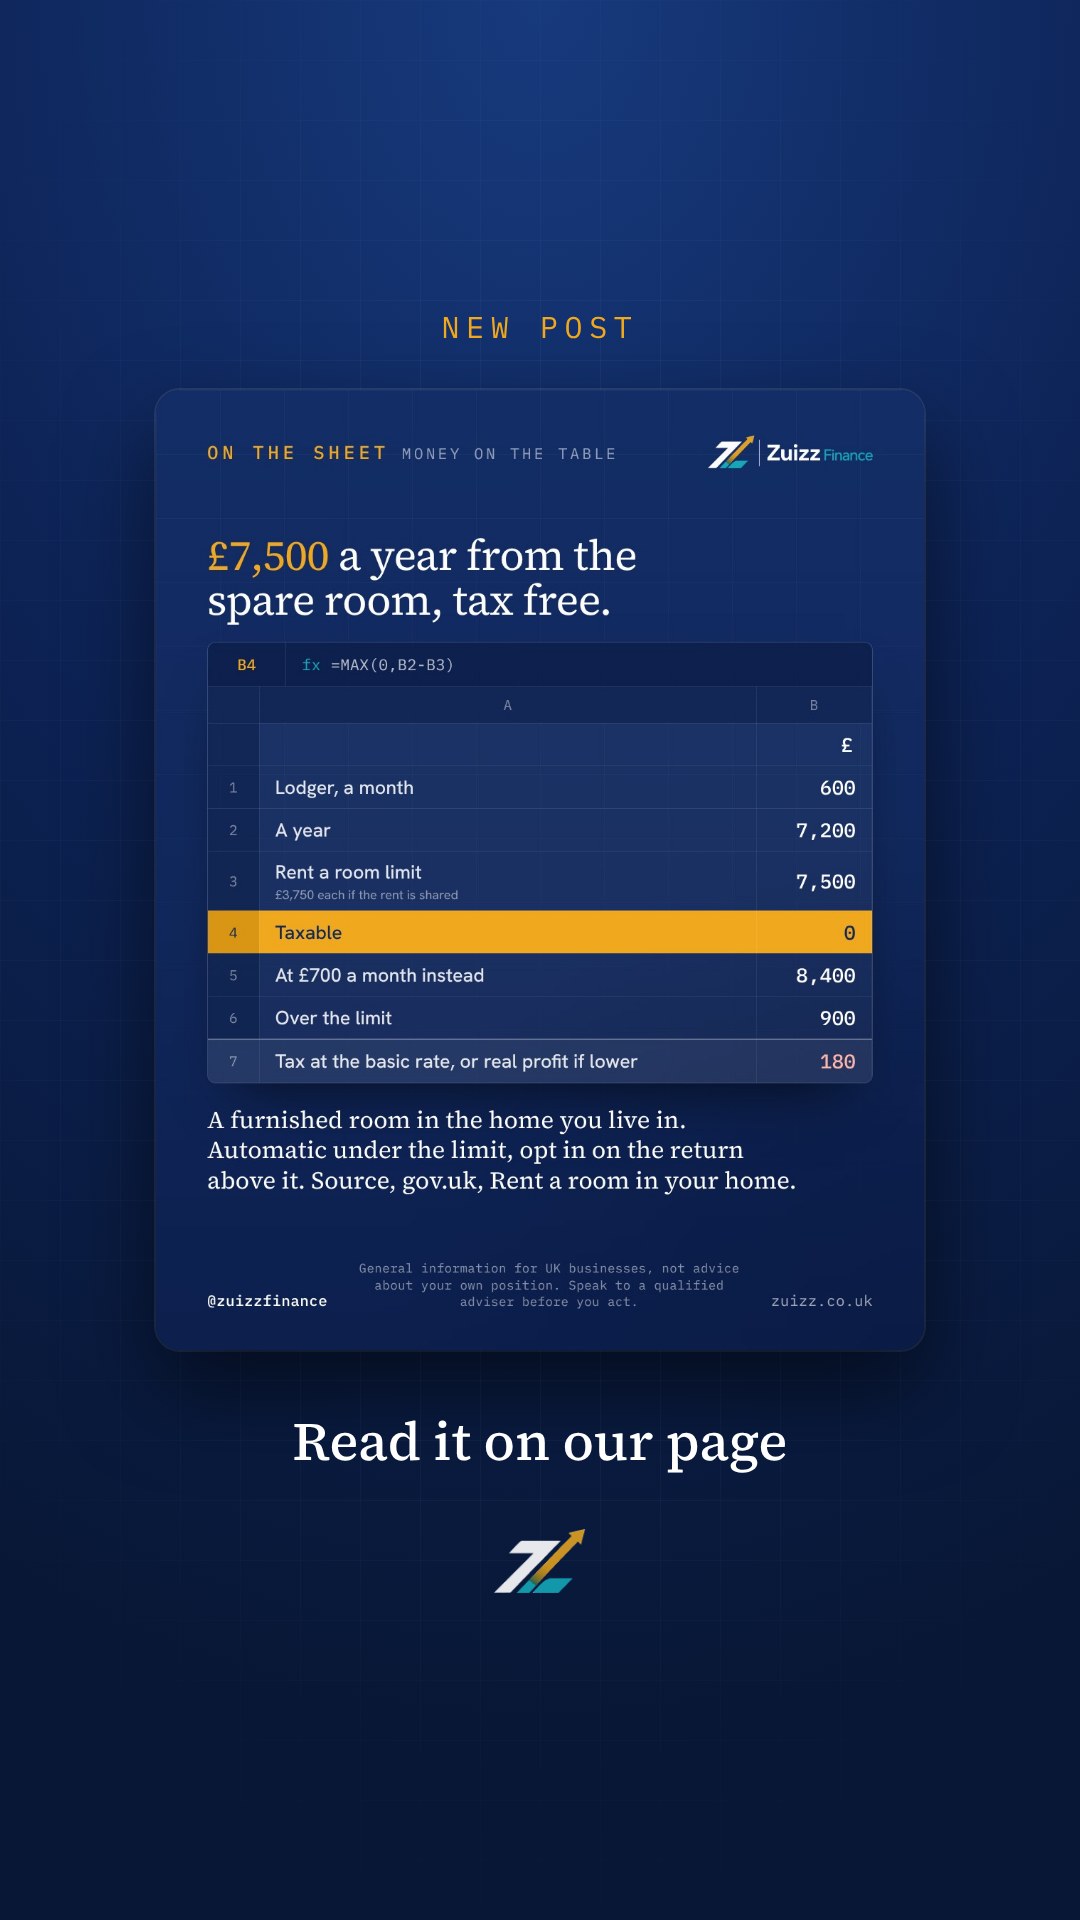 NEW POST
ON THE SHEET MONEY ON THE TABLE
Zuizz Finance
£7,500 a year from the
spare room, tax free.
B4 fx =MAX(0,B2-B3)
A B
£
1 Lodger, a month 600
2 A year 7,200
3 Rent a room limit 7,500
£3,750 each if the rent is shared
4 Taxable 0
5 At £700 a month instead 8,400
6 Over the limit 900
7 Tax at the basic rate, or real profit if lower 180
A furnished room in the home you live in.
Automatic under the limit, opt in on the return
above it. Source, gov.uk, Rent a room in your home.
General information for UK businesses, not advice
about your own position. Speak to a qualified
adviser before you act.
@zuizzfinance
zuizz.co.uk
Read it on our page